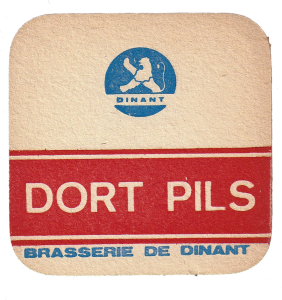 DINANT
DORT PILS
BRASSERIE DE DINANT